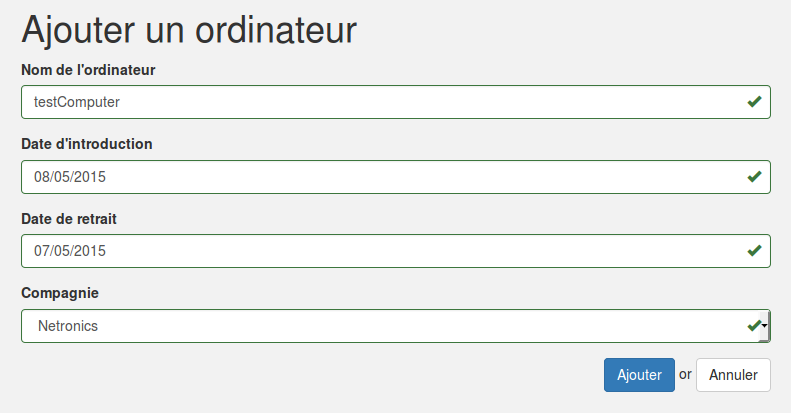 Ajouter un ordinateur
Nom de l'ordinateur
testComputer
Date d'introduction
08/05/2015
Date de retrait
07/05/2015
Compagnie
Netronics
Ajouter or Annuler